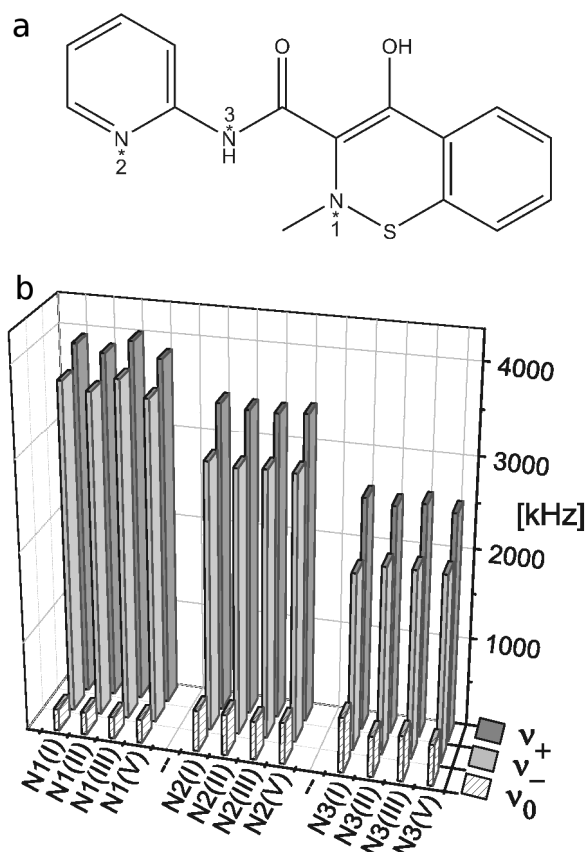 a
O
OH
3
*
N
H
N
*
2
N
*
1
S
b
4000
3000
[kHz]
2000
1000
ν+
ν−
ν0
N1(I)
N1(II)
N1(III)
N1(V)
--
N2(I)
N2(II)
N2(III)
N2(V)
--
N3(I)
N3(II)
N3(III)
N3(V)